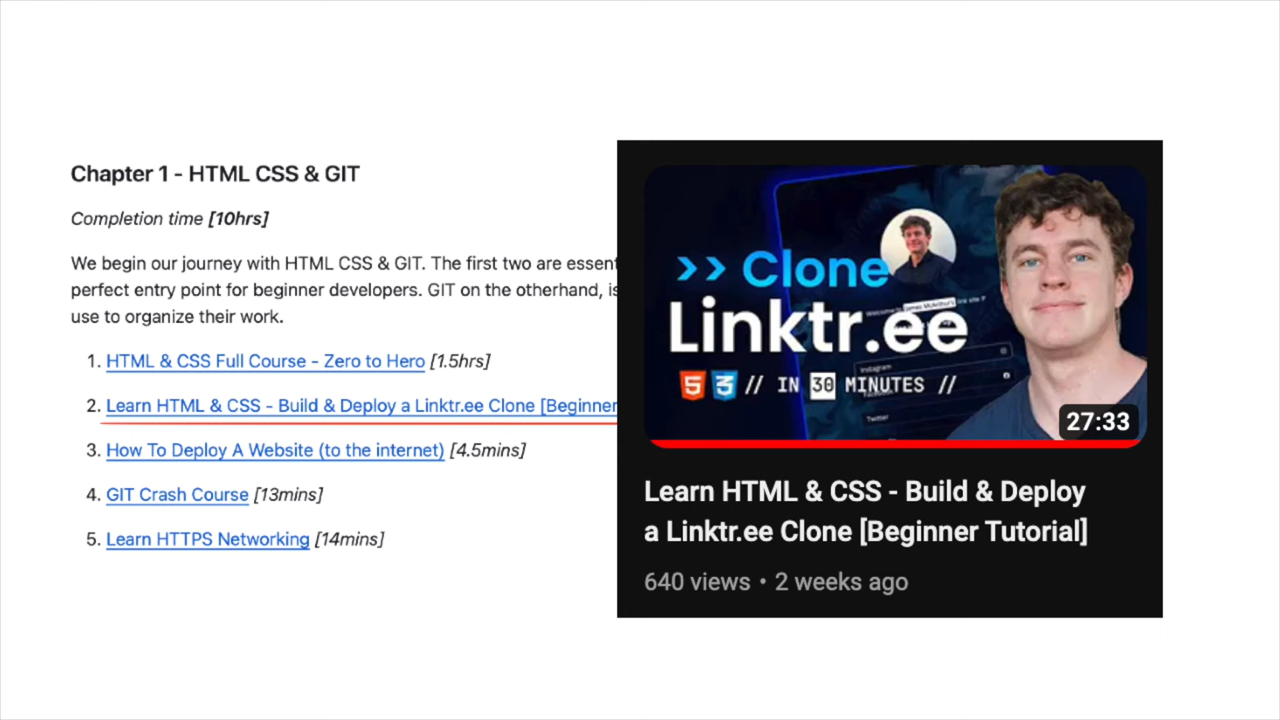 Chapter 1 - HTML CSS & GIT
Completion time [10hrs]
We begin our journey with HTML CSS & GIT. The first two are essent
perfect entry point for beginner developers. GIT on the otherhand, is
use to organize their work.
1. HTML & CSS Full Course - Zero to Hero [1.5hrs]
2. Learn HTML & CSS - Build & Deploy a Linktr.ee Clone [Beginner
3. How To Deploy A Website (to the internet) [4.5mins]
4. GIT Crash Course [13mins]
5. Learn HTTPS Networking [14mins]
>> Clone
Linktr.ee
5 3 // IN 30 MINUTES //
Instagram
Twitter
27:33
Learn HTML & CSS - Build & Deploy
a Linktr.ee Clone [Beginner Tutorial]
640 views • 2 weeks ago